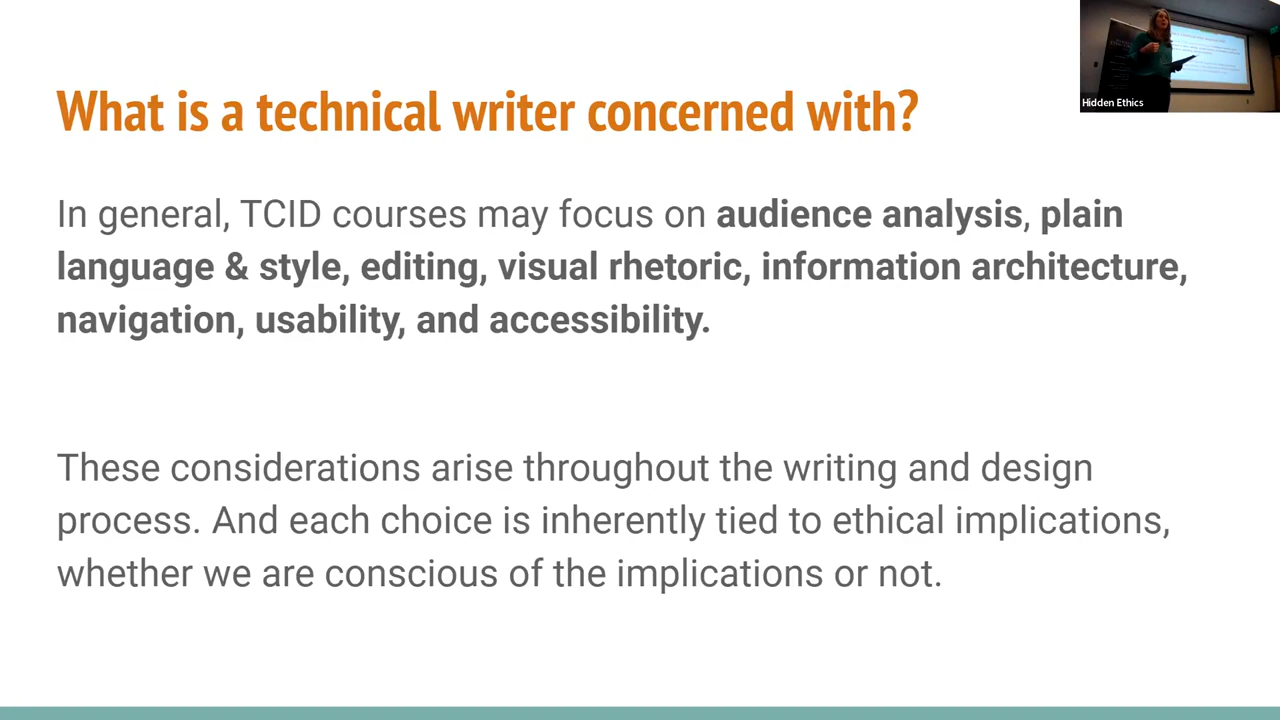 What is a technical writer concerned with?
Hidden Ethics
In general, TCID courses may focus on audience analysis, plain
language & style, editing, visual rhetoric, information architecture,
navigation, usability, and accessibility.
These considerations arise throughout the writing and design
process. And each choice is inherently tied to ethical implications,
whether we are conscious of the implications or not.